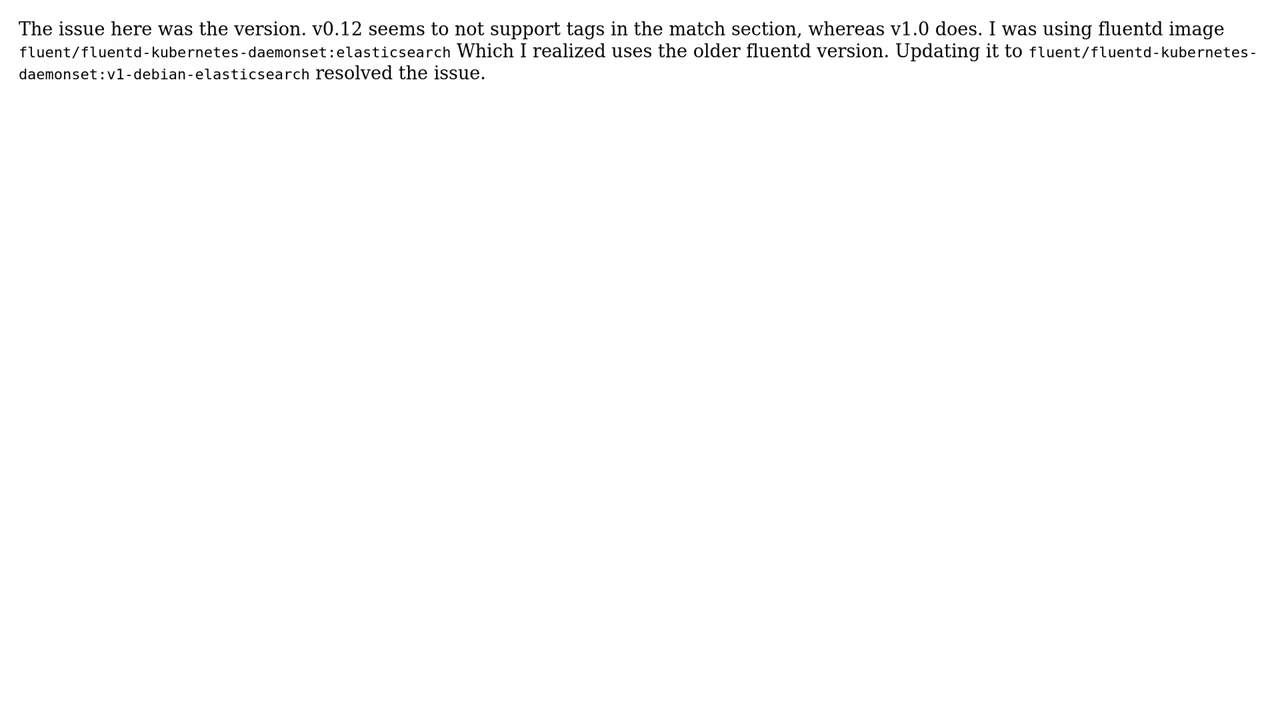 The issue here was the version. v0.12 seems to not support tags in the match section, whereas v1.0 does. I was using fluentd image
fluent/fluentd-kubernetes-daemonset:elasticsearch Which I realized uses the older fluentd version. Updating it to fluent/fluentd-kubernetes-
daemonset:v1-debian-elasticsearch resolved the issue.